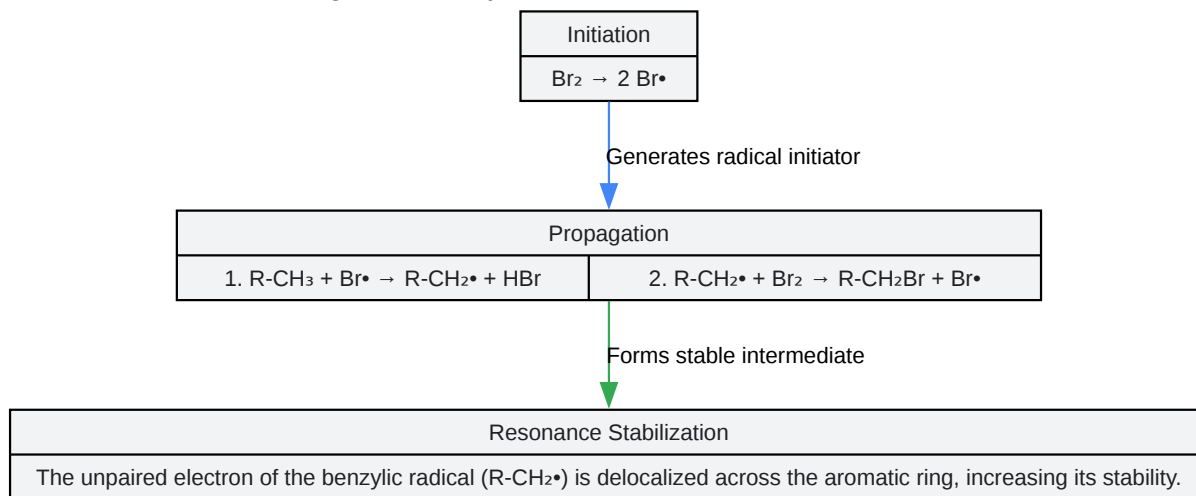 Initiation
Br₂ → 2 Br•
Generates radical initiator
Propagation
1. R-CH₃ + Br• → R-CH₂• + HBr
2. R-CH₂• + Br₂ → R-CH₂Br + Br•
Forms stable intermediate
Resonance Stabilization
The unpaired electron of the benzylic radical (R-CH₂•) is delocalized across the aromatic ring, increasing its stability.